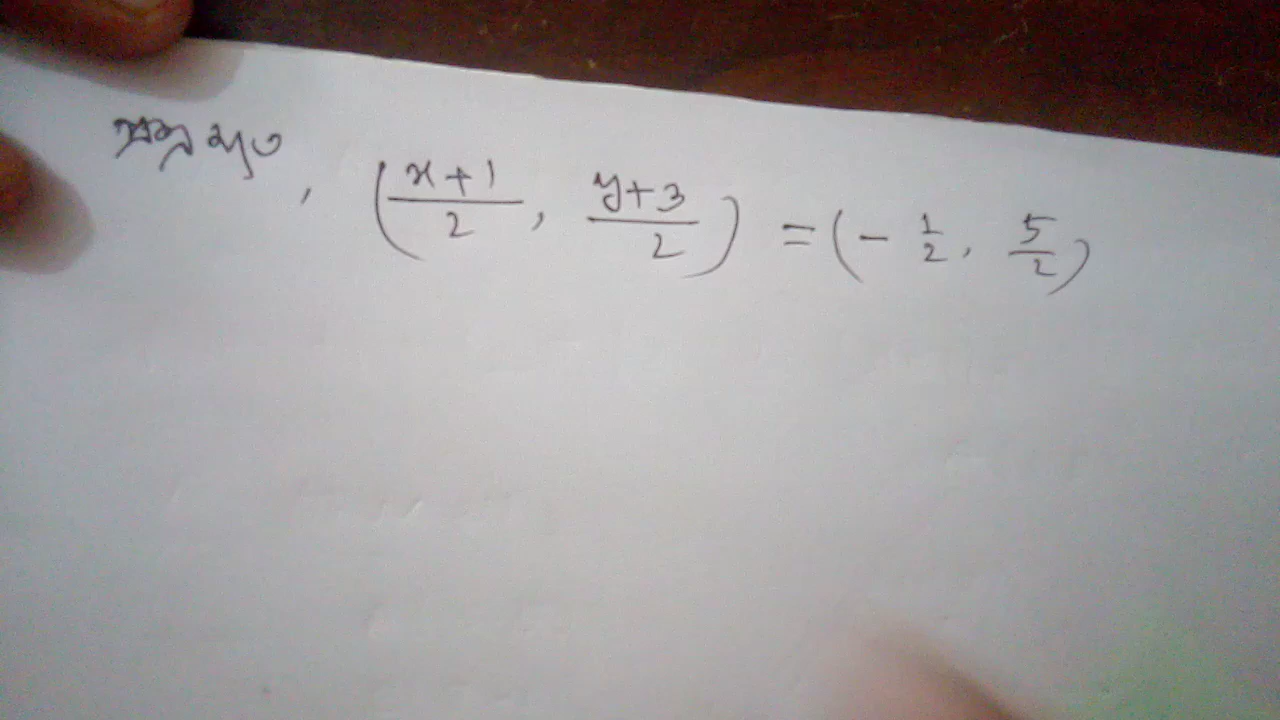 প্রশ্নমতে, (x+1/2, y+3/2) = (- 1/2, 5/2)